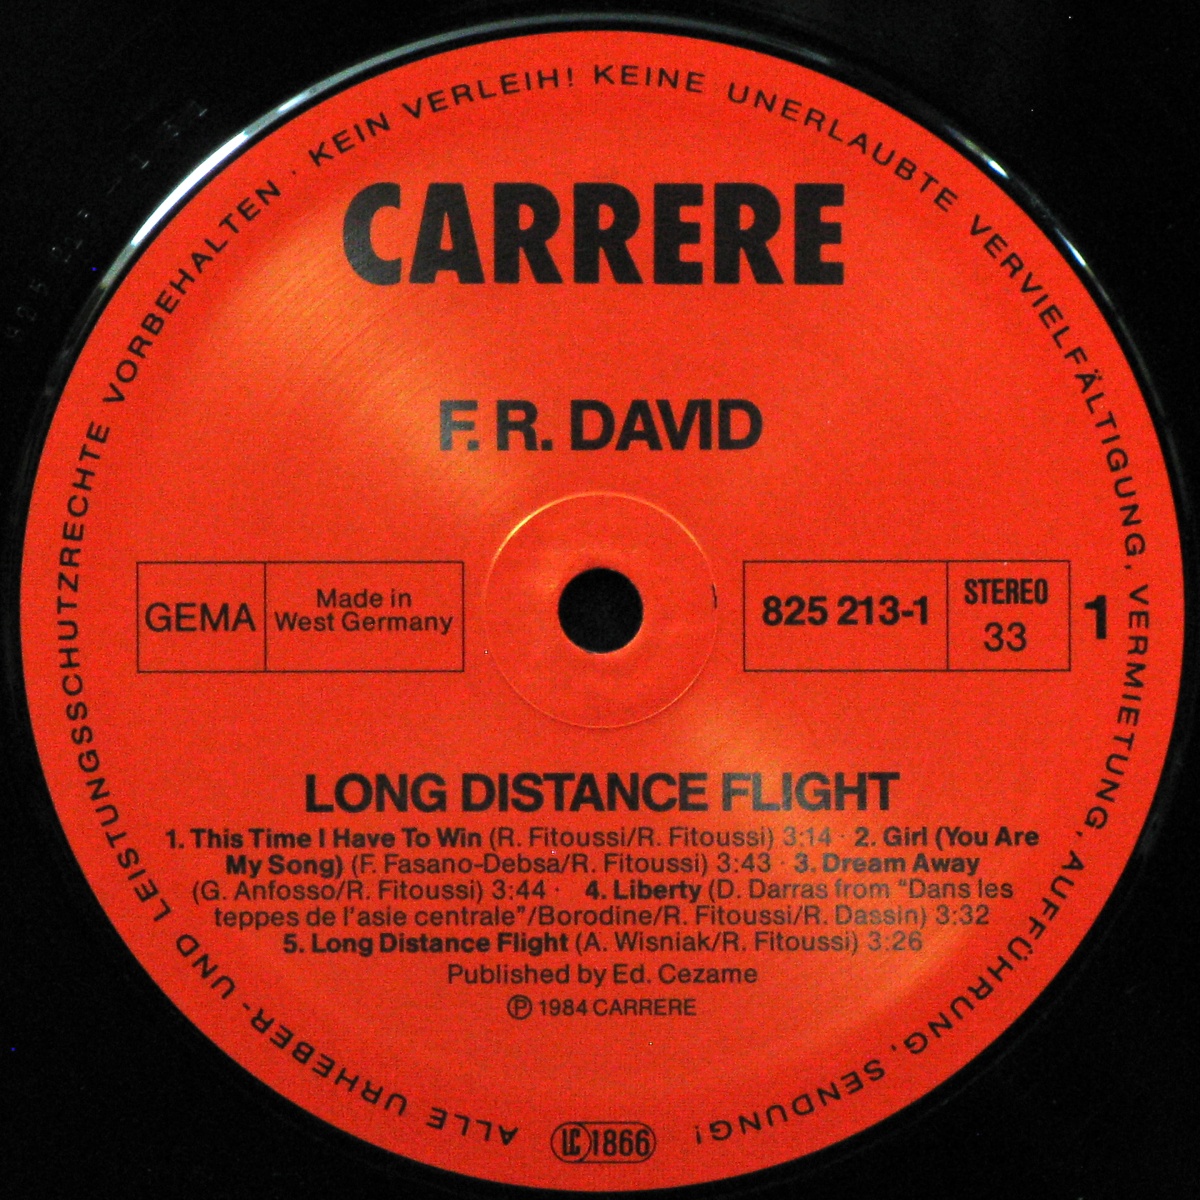 ALLE URHEBER- UND LEISTUNGSSCHUTZRECHTE VORBEHALTEN · KEIN VERLEIH! KEINE UNERLAUBTE VERVIELFÄLTIGUNG, VERMIETUNG, AUFFÜHRUNG, SENDUNG!
CARRERE
F. R. DAVID
GEMA
Made in
West Germany
825 213-1
STEREO
33
1
LONG DISTANCE FLIGHT
1. This Time I Have To Win (R. Fitoussi/R. Fitoussi) 3:14 · 2. Girl (You Are
My Song) (F. Fasano-Debsa/R. Fitoussi) 3:43 · 3. Dream Away
(G. Anfosso/R. Fitoussi) 3:44 · 4. Liberty (D. Darras from "Dans les
teppes de l'asie centrale"/Borodine/R. Fitoussi/R. Dassin) 3:32
5. Long Distance Flight (A. Wisniak/R. Fitoussi) 3:26
Published by Ed. Cezame
Ⓟ 1984 CARRERE
LC 1866